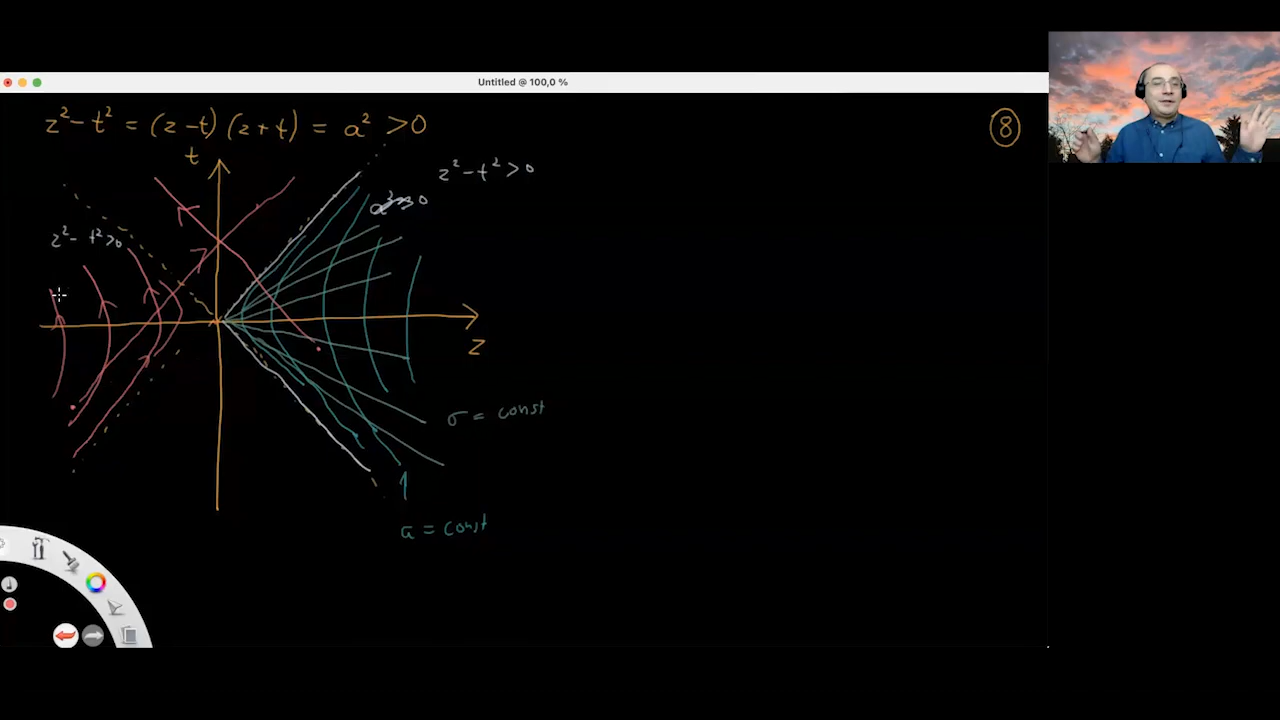 Untitled @ 100,0 %
z² - t² = (z - t)(z + t) = a² > 0
8
t
z² - t² > 0
z² - t² > 0
z
σ = const
a = const